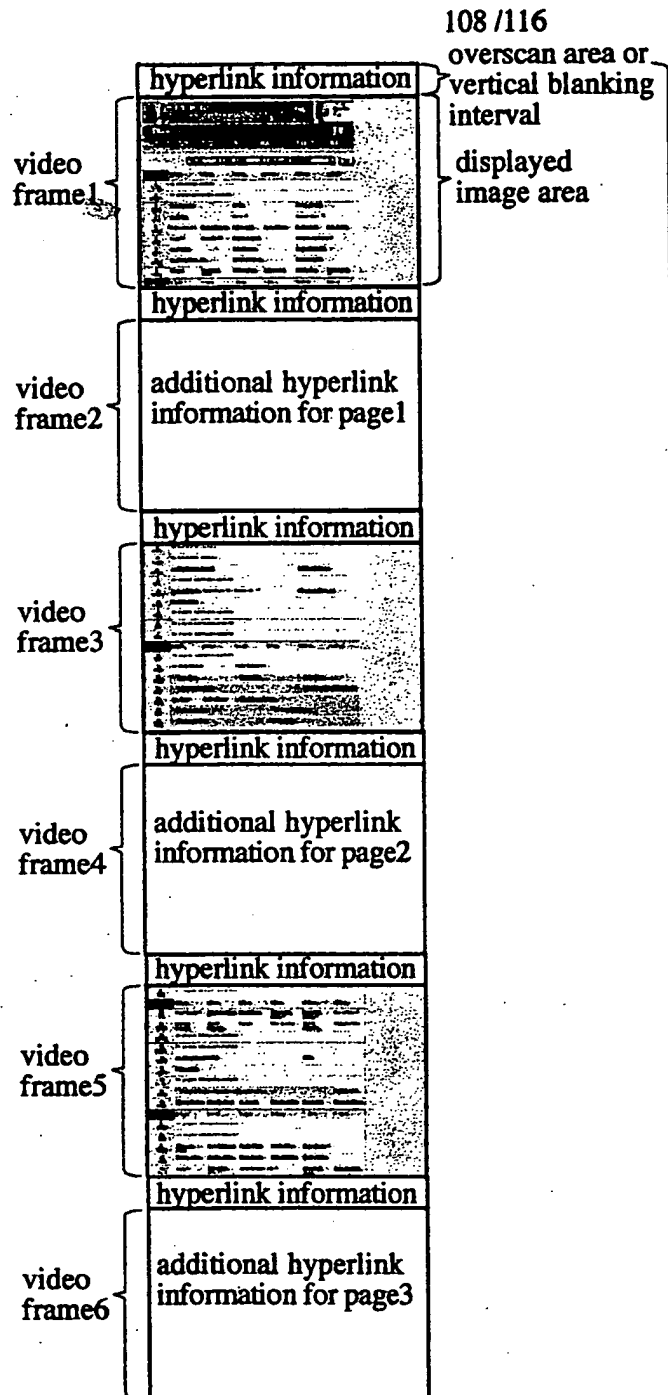 108 /116
overscan area or
vertical blanking
interval
hyperlink information
video
frame1
displayed
image area
hyperlink information
video
frame2
additional hyperlink
information for page1
hyperlink information
video
frame3
hyperlink information
video
frame4
additional hyperlink
information for page2
hyperlink information
video
frame5
hyperlink information
video
frame6
additional hyperlink
information for page3